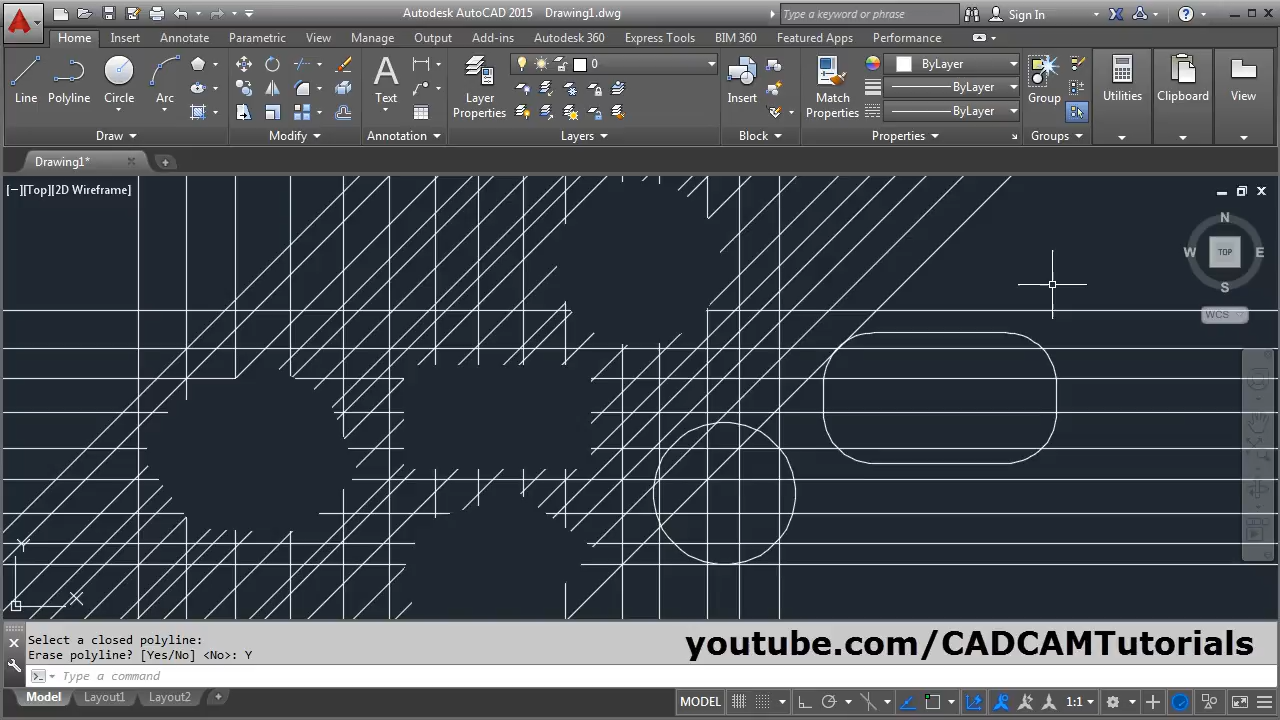 Autodesk AutoCAD 2015 Drawing1.dwg
Type a keyword or phrase
Sign In
Home Insert Annotate Parametric View Manage Output Add-ins Autodesk 360 Express Tools BIM 360 Featured Apps Performance
Line Polyline Circle Arc Text Layer Properties Insert Match Properties Group Utilities Clipboard View
0
ByLayer
ByLayer
ByLayer
Draw Modify Annotation Layers Block Properties Groups
Drawing1*
[−][Top][2D Wireframe]
N
W TOP E
S
WCS
Y
X
Select a closed polyline:
Erase polyline? [Yes/No] <No>: Y
Type a command
youtube.com/CADCAMTutorials
Model Layout1 Layout2
MODEL 1:1